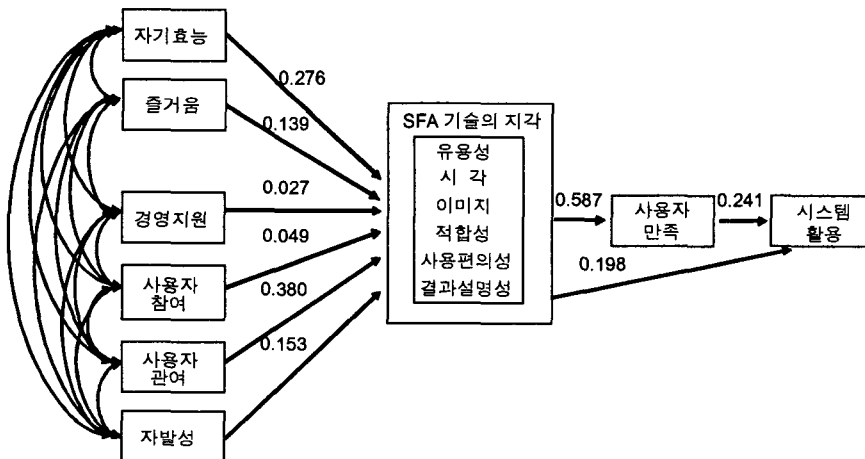 자기효능
0.276
즐거움
0.139
SFA 기술의 지각
유용성
시 각
이미지
적합성
사용편의성
결과설명성
경영지원
0.027
0.587
사용자
만족
0.241
시스템
활용
0.049
0.198
사용자
참여
0.380
사용자
관여
0.153
자발성